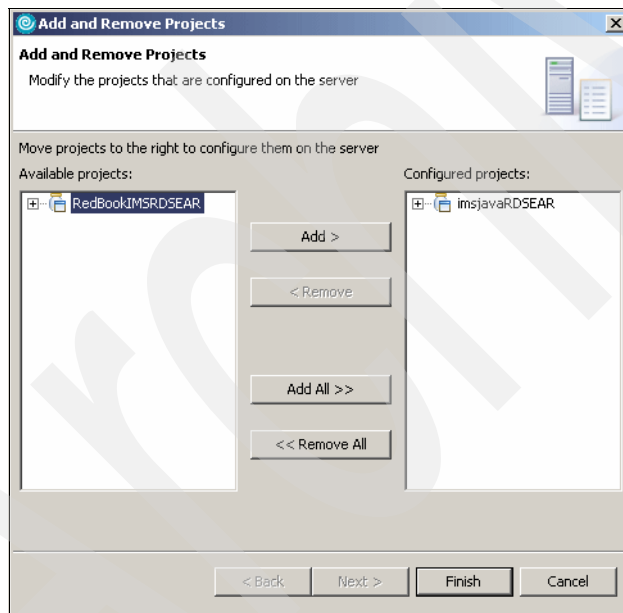 Add and Remove Projects
Add and Remove Projects
Modify the projects that are configured on the server
Move projects to the right to configure them on the server
Available projects:
Configured projects:
RedBookIMSRDSEAR
imsjavaRDSEAR
Add >
< Remove
Add All >>
<< Remove All
< Back
Next >
Finish
Cancel